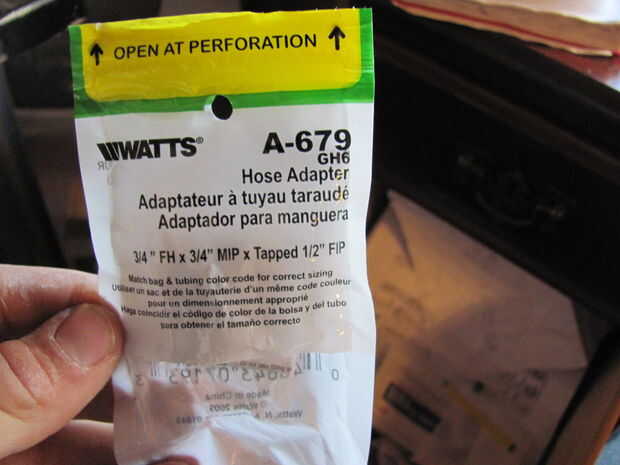 OPEN AT PERFORATION
WATTS® A-679
GH6
Hose Adapter
Adaptateur à tuyau taraudé
Adaptador para manguera
3/4" FH x 3/4" MIP x Tapped 1/2" FIP
Match bag & tubing color code for correct sizing
Utiliser un sac et de la tuyauterie d'un même code couleur
pour un dimensionnement approprié
Haga coincidir el código de color de la bolsa y del tubo
para obtener el tamaño correcto
Made in China
Watts, N.